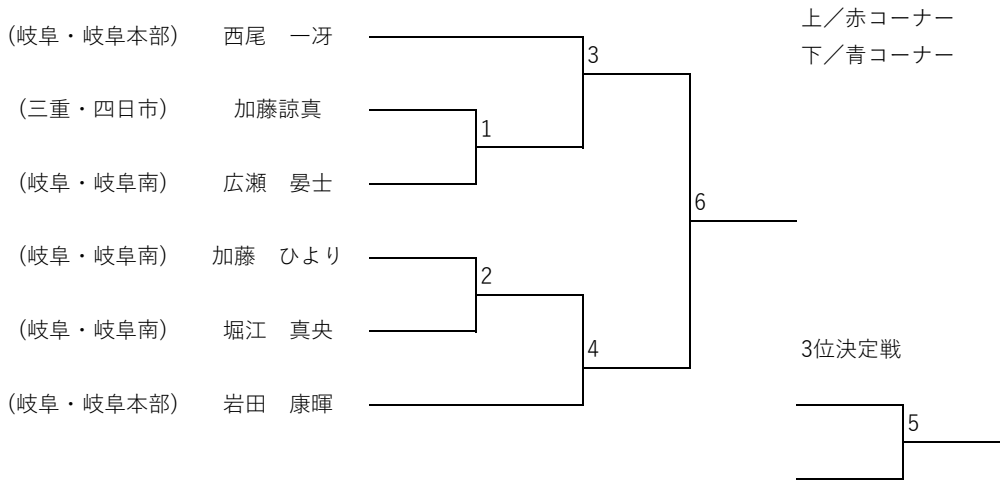 上／赤コーナー
(岐阜・岐阜本部)　西尾　一冴
3
下／青コーナー
(三重・四日市)　加藤諒真
1
(岐阜・岐阜南)　広瀬　晏士
6
(岐阜・岐阜南)　加藤　ひより
2
(岐阜・岐阜南)　堀江　真央
4
3位決定戦
(岐阜・岐阜本部)　岩田　康暉
5